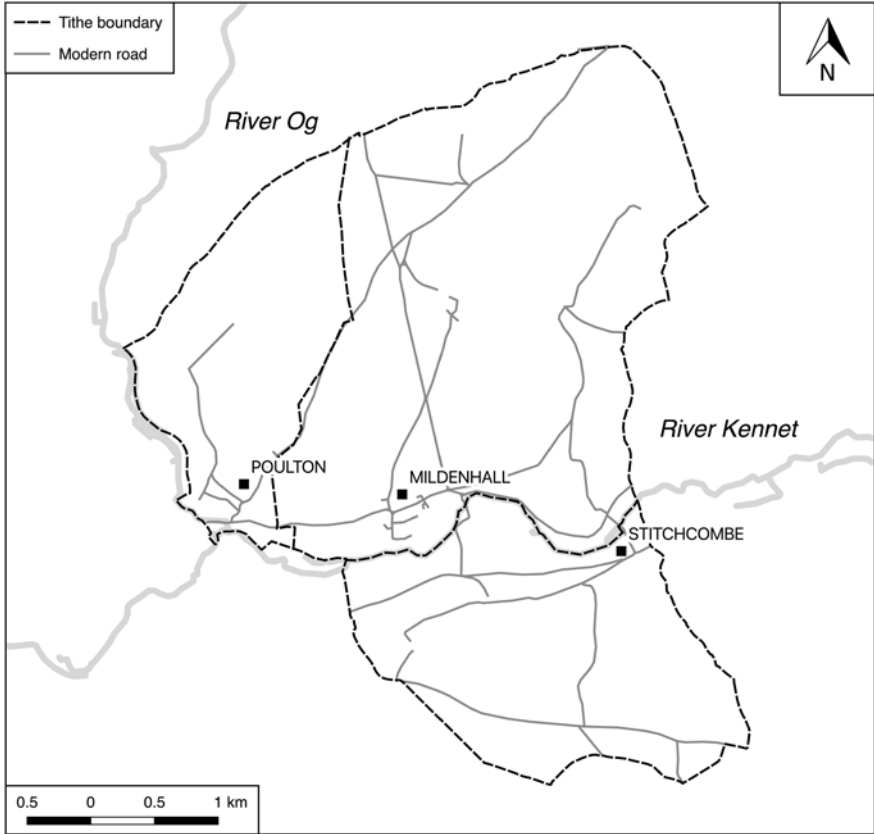 Tithe boundary
Modern road
N
River Og
River Kennet
POULTON
MILDENHALL
STITCHCOMBE
0.5 0 0.5 1 km